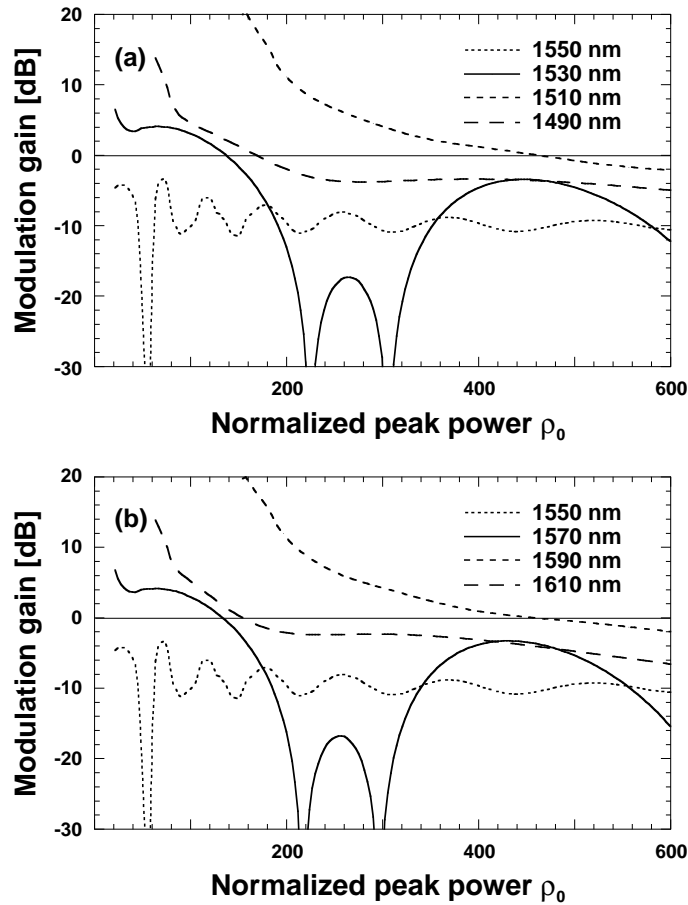 20
(a)
1550 nm
1530 nm
10
1510 nm
1490 nm
0
-10
-20
-30
200
400
600
Modulation gain [dB]
Normalized peak power ρ0
20
(b)
1550 nm
1570 nm
10
1590 nm
1610 nm
0
-10
-20
-30
200
400
600
Modulation gain [dB]
Normalized peak power ρ0